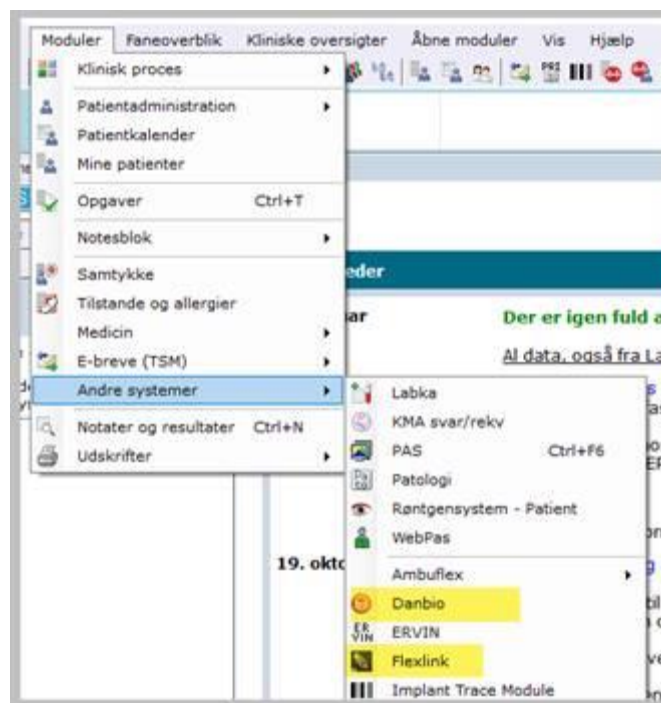 Moduler Faneoverblik Kliniske oversigter Åbne moduler Vis Hjælp
Klinisk proces
Patientadministration
Patientkalender
Mine patienter
Opgaver Ctrl+T
Notesblok
Samtykke
Tilstande og allergier
Medicin
E-breve (TSM)
Andre systemer
Notater og resultater Ctrl+N
Udskrifter
eder
ar
Der er igen fuld a
Al data, også fra La
Labka
KMA svar/rekv
PAS Ctrl+F6
Patologi
Røntgensystem - Patient
WebPas
19. okto
Ambuflex
Danbio
ER VIN ERVIN
Flexlink
Implant Trace Module